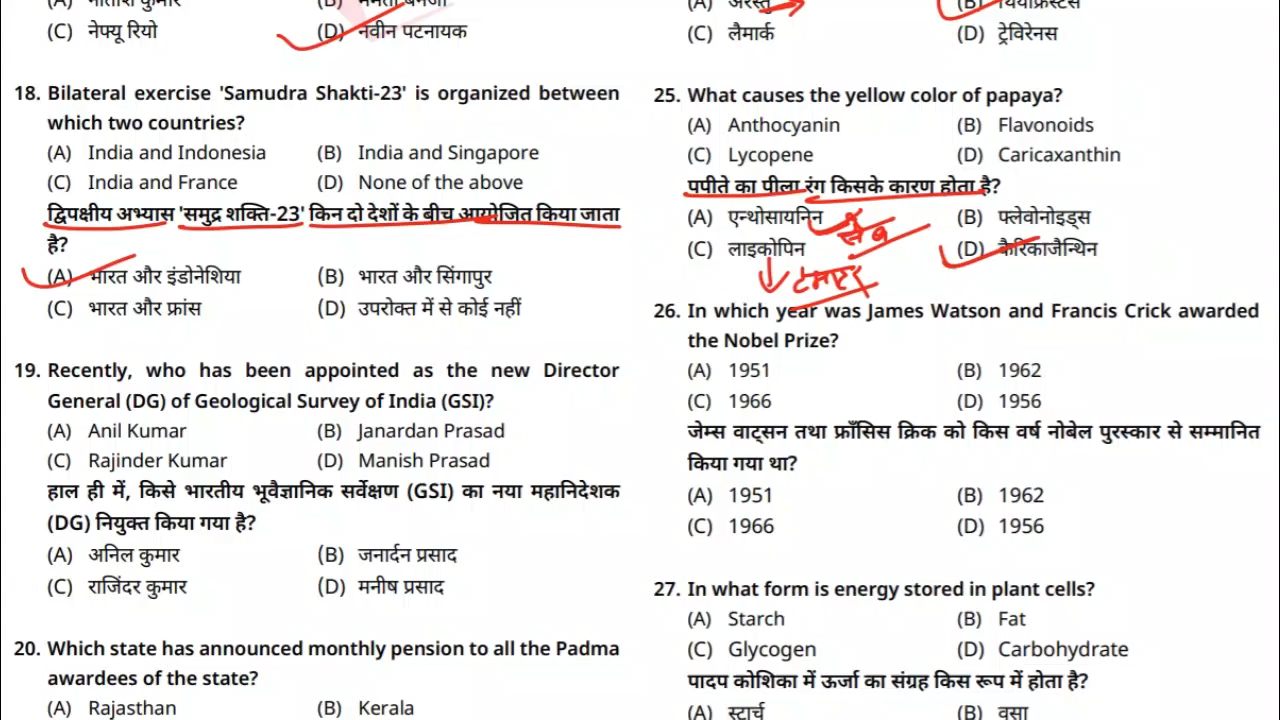 (A) नीतीश कुमार (B) ममता बनर्जी
(C) नेफ्यू रियो (D) नवीन पटनायक
18. Bilateral exercise 'Samudra Shakti-23' is organized between
which two countries?
(A) India and Indonesia (B) India and Singapore
(C) India and France (D) None of the above
द्विपक्षीय अभ्यास 'समुद्र शक्ति-23' किन दो देशों के बीच आयोजित किया जाता
है?
(A) भारत और इंडोनेशिया (B) भारत और सिंगापुर
(C) भारत और फ्रांस (D) उपरोक्त में से कोई नहीं
19. Recently, who has been appointed as the new Director
General (DG) of Geological Survey of India (GSI)?
(A) Anil Kumar (B) Janardan Prasad
(C) Rajinder Kumar (D) Manish Prasad
हाल ही में, किसे भारतीय भूवैज्ञानिक सर्वेक्षण (GSI) का नया महानिदेशक
(DG) नियुक्त किया गया है?
(A) अनिल कुमार (B) जनार्दन प्रसाद
(C) राजिंदर कुमार (D) मनीष प्रसाद
20. Which state has announced monthly pension to all the Padma
awardees of the state?
(A) Rajasthan (B) Kerala
(A) अरस्तु (B) थियोफ्रेस्टस
(C) लैमार्क (D) ट्रेविरेनस
25. What causes the yellow color of papaya?
(A) Anthocyanin (B) Flavonoids
(C) Lycopene (D) Caricaxanthin
पपीते का पीला रंग किसके कारण होता है?
(A) एन्थोसायनिन (B) फ्लेवोनोइड्स
सेब
(C) लाइकोपिन (D) कैरिकाजैन्थिन
टमाटर
26. In which year was James Watson and Francis Crick awarded
the Nobel Prize?
(A) 1951 (B) 1962
(C) 1966 (D) 1956
जेम्स वाट्सन तथा फ्राँसिस क्रिक को किस वर्ष नोबेल पुरस्कार से सम्मानित
किया गया था?
(A) 1951 (B) 1962
(C) 1966 (D) 1956
27. In what form is energy stored in plant cells?
(A) Starch (B) Fat
(C) Glycogen (D) Carbohydrate
पादप कोशिका में ऊर्जा का संग्रह किस रूप में होता है?
(A) स्टार्च (B) वसा